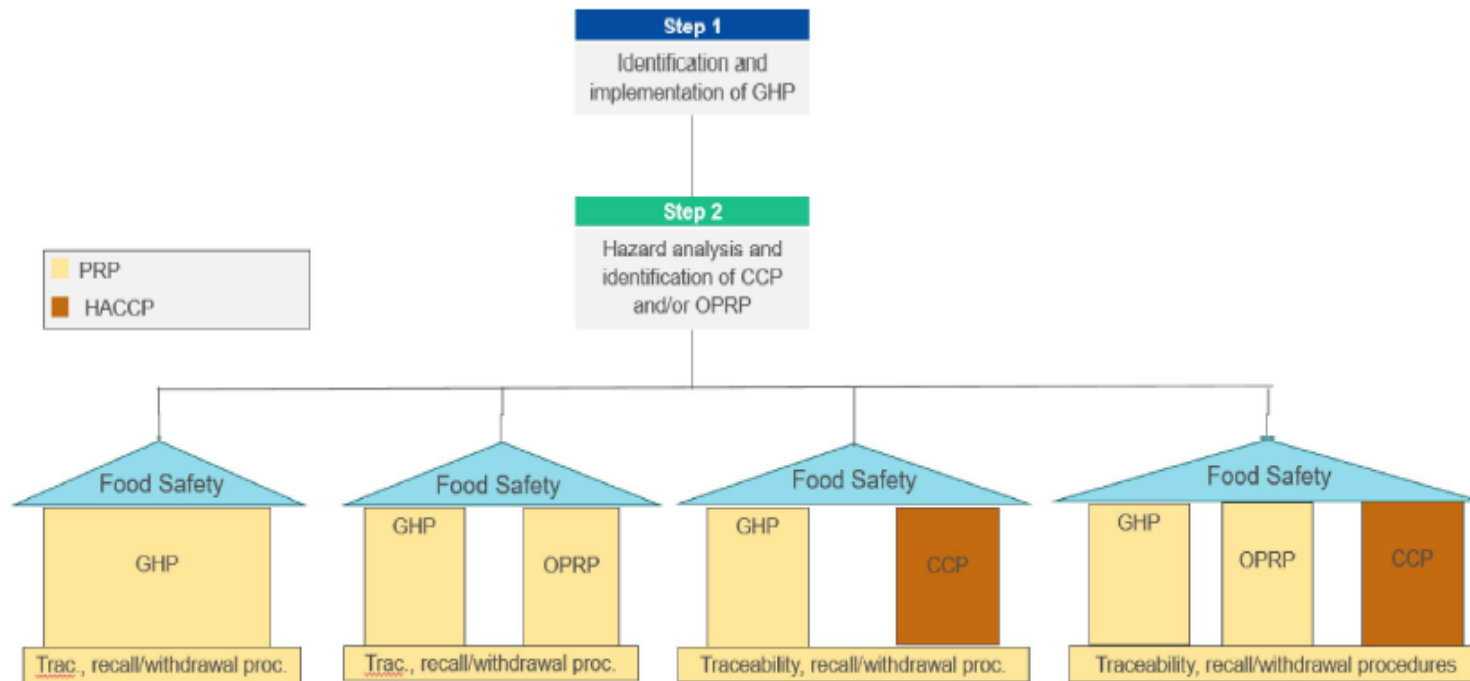 Step 1
Identification and
implementation of GHP
Step 2
Hazard analysis and
identification of CCP
and/or OPRP
PRP
HACCP
Food Safety
GHP
Trac., recall/withdrawal proc.
Food Safety
GHP
OPRP
Trac., recall/withdrawal proc.
Food Safety
GHP
CCP
Traceability, recall/withdrawal proc.
Food Safety
GHP
OPRP
CCP
Traceability, recall/withdrawal procedures